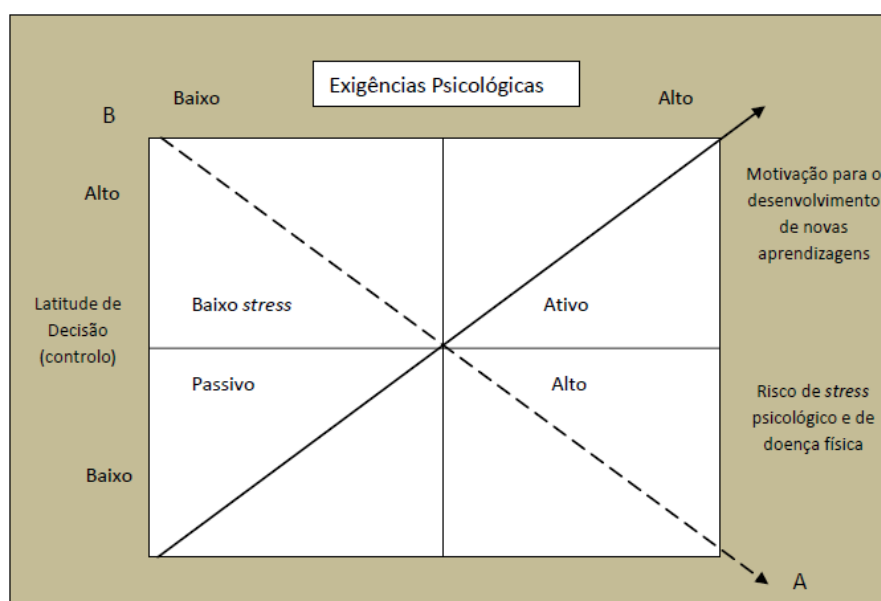 Exigências Psicológicas
Baixo
Alto
B
Alto
Motivação para o
desenvolvimento
de novas
aprendizagens
Latitude de
Decisão
(controlo)
Baixo stress
Ativo
Passivo
Alto
Risco de stress
psicológico e de
doença física
Baixo
A